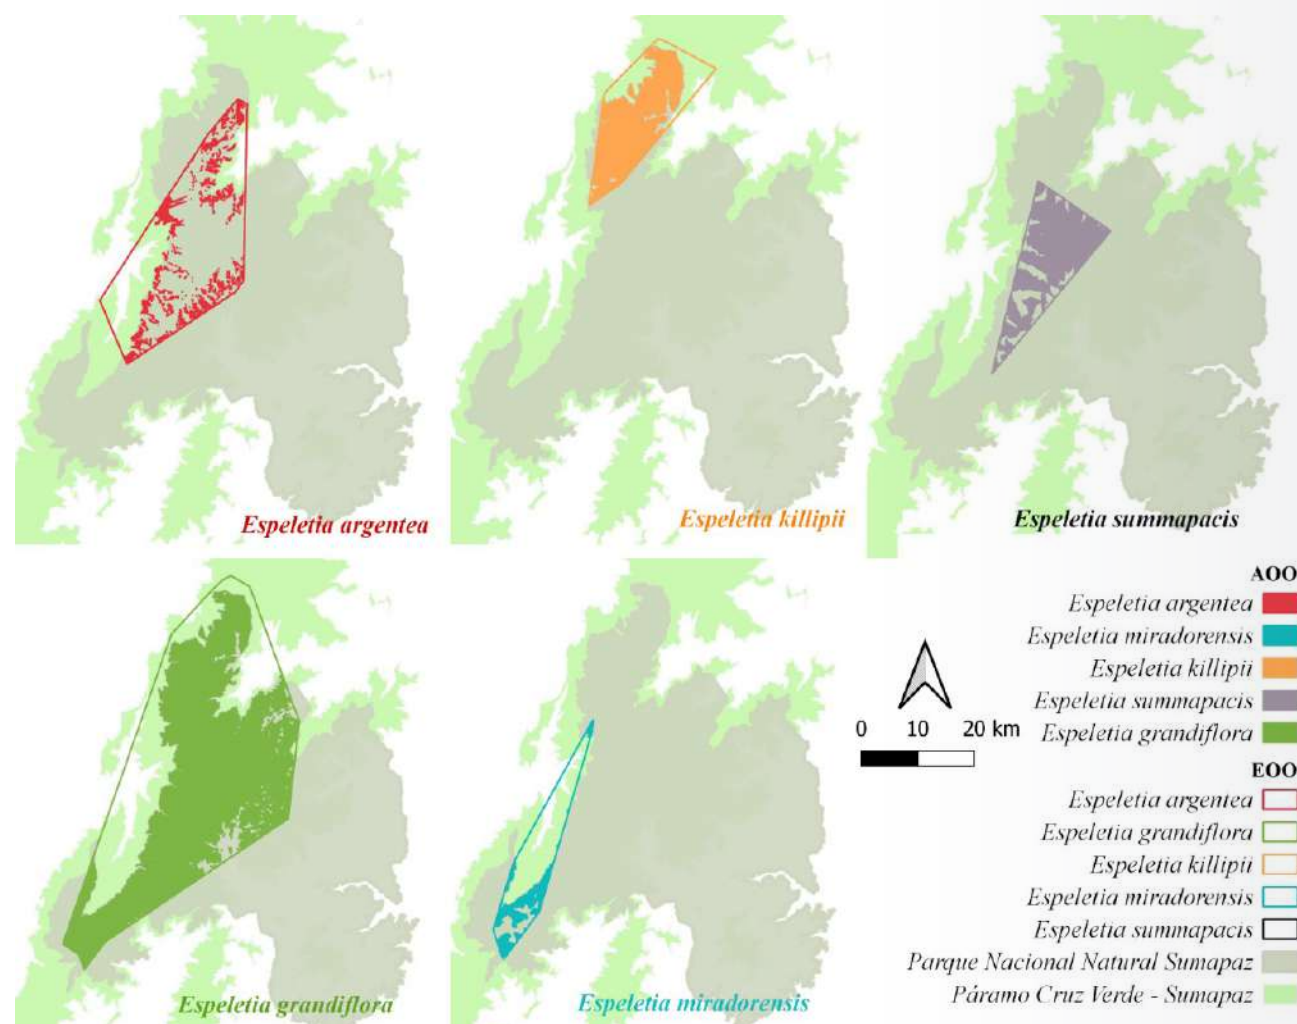 Espeletia argentea
Espeletia killipii
Espeletia summapacis
AOO
Espeletia argentea
Espeletia miradorensis
Espeletia killipii
Espeletia summapacis
Espeletia grandiflora
0 10 20 km
EOO
Espeletia argentea
Espeletia grandiflora
Espeletia killipii
Espeletia miradorensis
Espeletia summapacis
Parque Nacional Natural Sumapaz
Páramo Cruz Verde - Sumapaz
Espeletia grandiflora
Espeletia miradorensis